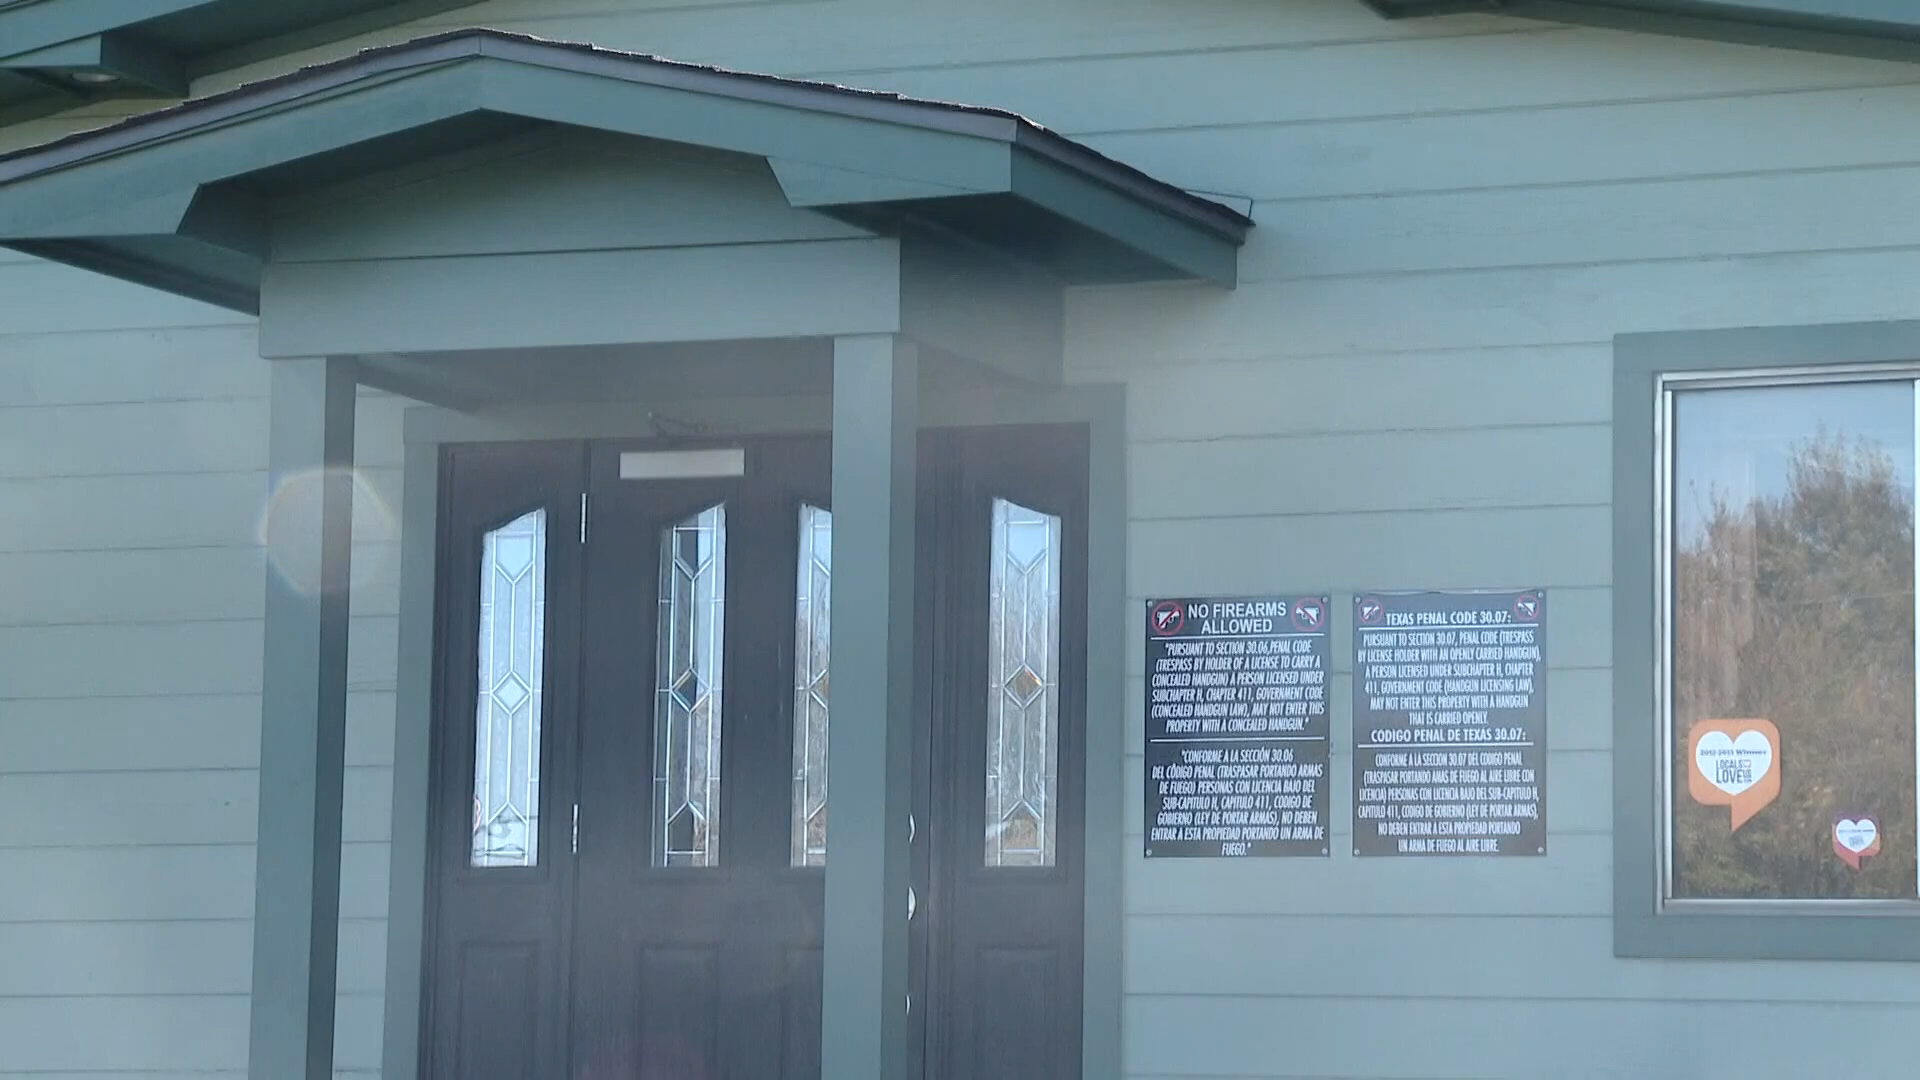 NO FIREARMS
ALLOWED
"PURSUANT TO SECTION 30.06,PENAL CODE
(TRESPASS BY HOLDER OF A LICENSE TO CARRY A
CONCEALED HANDGUN) A PERSON LICENSED UNDER
SUBCHAPTER H, CHAPTER 411, GOVERNMENT CODE
(CONCEALED HANDGUN LAW), MAY NOT ENTER THIS
PROPERTY WITH A CONCEALED HANDGUN."
"CONFORME A LA SECCIÓN 30.06
DEL CÓDIGO PENAL (TRASPASAR PORTANDO ARMAS
DE FUEGO) PERSONAS CON LICENCIA BAJO DEL
SUB-CAPITULO H, CAPITULO 411, CODIGO DE
GOBIERNO (LEY DE PORTAR ARMAS), NO DEBEN
ENTRAR A ESTA PROPIEDAD PORTANDO UN ARMA DE
FUEGO."
TEXAS PENAL CODE 30.07:
PURSUANT TO SECTION 30.07, PENAL CODE (TRESPASS
BY LICENSE HOLDER WITH AN OPENLY CARRIED HANDGUN),
A PERSON LICENSED UNDER SUBCHAPTER H, CHAPTER
411, GOVERNMENT CODE (HANDGUN LICENSING LAW),
MAY NOT ENTER THIS PROPERTY WITH A HANDGUN
THAT IS CARRIED OPENLY.
CODIGO PENAL DE TEXAS 30.07:
CONFORME A LA SECCION 30.07 DEL CODIGO PENAL
(TRASPASAR PORTANDO AMAS DE FUEGO AL AIRE LIBRE CON
LICENCIA) PERSONAS CON LICENCIA BAJO DEL SUB-CAPITULO H,
CAPITULO 411, CODIGO DE GOBIERNO (LEY DE PORTAR ARMAS),
NO DEBEN ENTRAR A ESTA PROPIEDAD PORTANDO
UN ARMA DE FUEGO AL AIRE LIBRE.
Winner
LOCALS
LOVE US